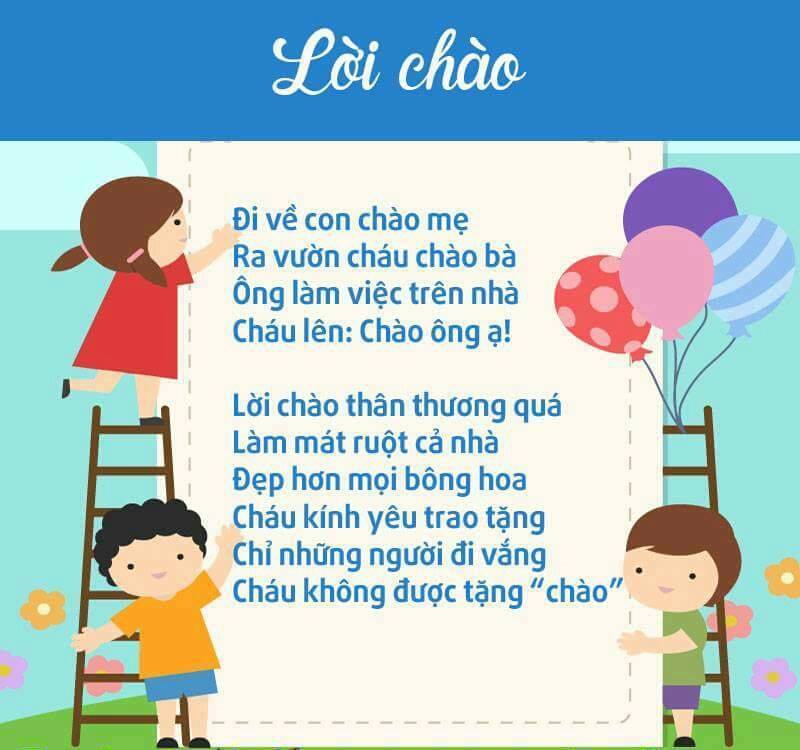 Lời chào
Đi về con chào mẹ
Ra vườn cháu chào bà
Ông làm việc trên nhà
Cháu lên: Chào ông ạ!
Lời chào thân thương quá
Làm mát ruột cả nhà
Đẹp hơn mọi bông hoa
Cháu kính yêu trao tặng
Chỉ những người đi vắng
Cháu không được tặng “chào”